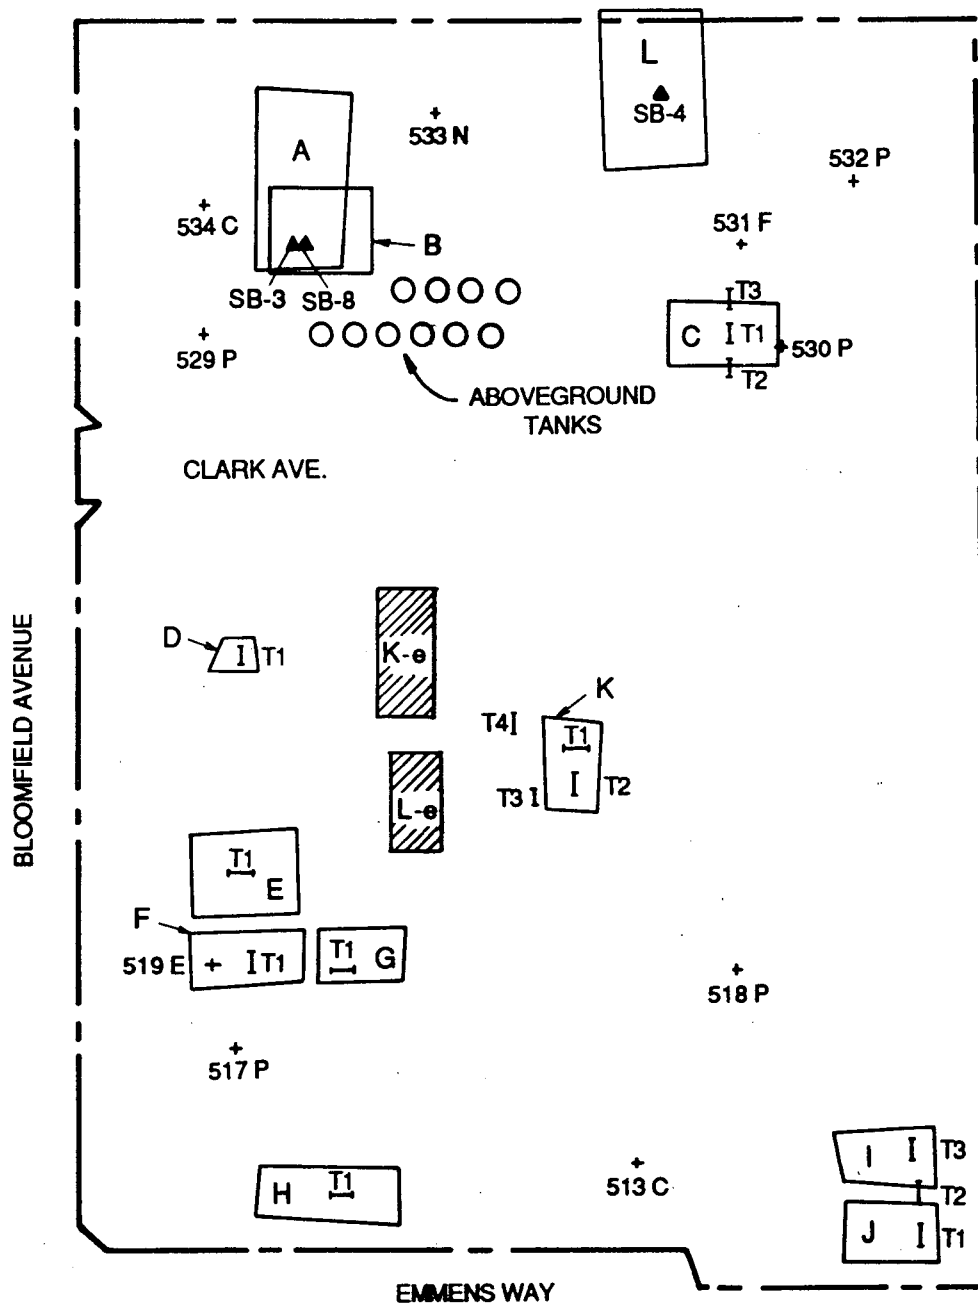 L
SB-4
533 N
A
532 P
534 C
531 F
B
SB-3 SB-8
T3
C T1
530 P
T2
529 P
ABOVEGROUND
TANKS
CLARK AVE.
BLOOMFIELD AVENUE
D
T1
K-e
K
T4
T1
T3
T2
L-e
T1
E
F
519 E
T1
T1
G
518 P
517 P
I
T3
T2
J
T1
H
T1
513 C
EMMENS WAY